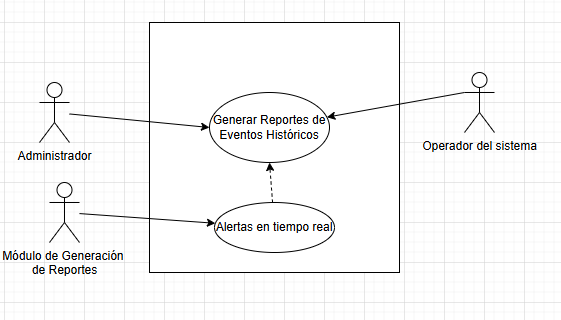 Generar Reportes de
Eventos Históricos
Administrador
Operador del sistema
Alertas en tiempo real
Módulo de Generación
de Reportes